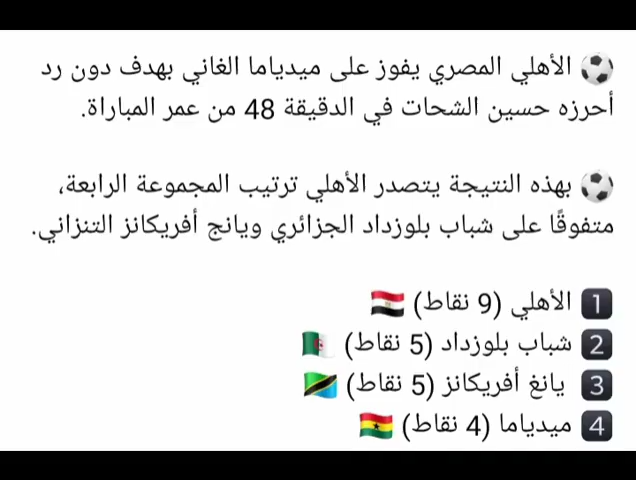 ⚽ الأهلي المصري يفوز على ميدياما الغاني بهدف دون رد
أحرزه حسين الشحات في الدقيقة 48 من عمر المباراة.
⚽ بهذه النتيجة يتصدر الأهلي ترتيب المجموعة الرابعة،
متفوقًا على شباب بلوزداد الجزائري ويانج أفريكانز التنزاني.
1️⃣ الأهلي (9 نقاط) 🇪🇬
2️⃣ شباب بلوزداد (5 نقاط) 🇩🇿
3️⃣ يانغ أفريكانز (5 نقاط) 🇹🇿
4️⃣ ميدياما (4 نقاط) 🇬🇭